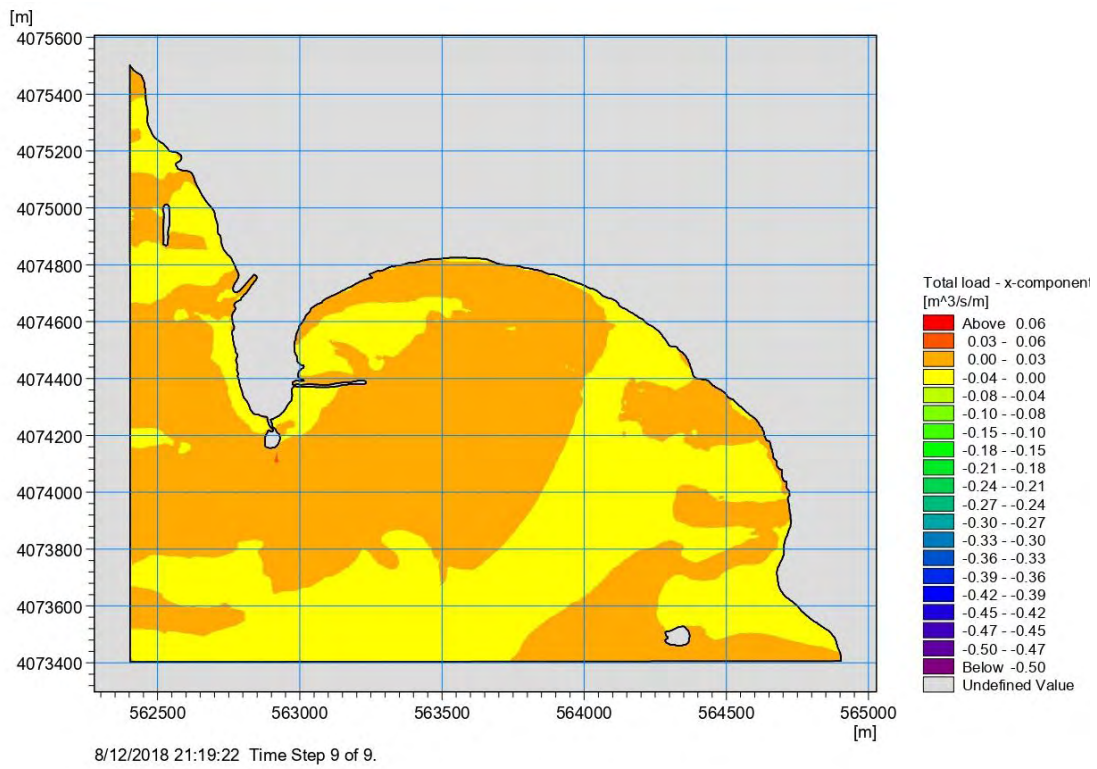 [m]
4075600
4075400
4075200
4075000
4074800
4074600
4074400
4074200
4074000
4073800
4073600
4073400
562500 563000 563500 564000 564500 565000
[m]
8/12/2018 21:19:22 Time Step 9 of 9.
Total load - x-component
[m^3/s/m]
Above 0.06
0.03 - 0.06
0.00 - 0.03
-0.04 - 0.00
-0.08 - -0.04
-0.10 - -0.08
-0.15 - -0.10
-0.18 - -0.15
-0.21 - -0.18
-0.24 - -0.21
-0.27 - -0.24
-0.30 - -0.27
-0.33 - -0.30
-0.36 - -0.33
-0.39 - -0.36
-0.42 - -0.39
-0.45 - -0.42
-0.47 - -0.45
-0.50 - -0.47
Below -0.50
Undefined Value